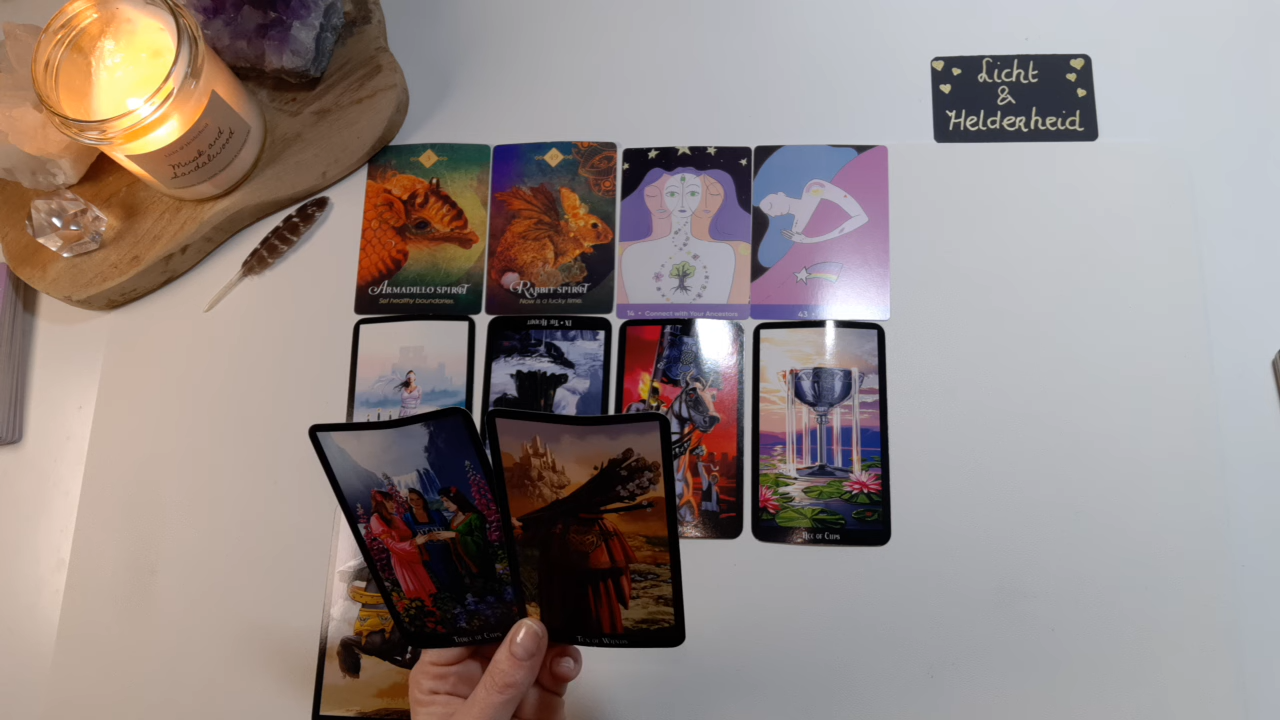 Licht
&
Helderheid
Musk and
Sandalwood
ARMADILLO SPIRIT
Set healthy boundaries.
RABBIT SPIRIT
Now is a lucky time.
14 • Connect with Your Ancestors
43
IX • The Hermit
Ace of Cups
Three of Cups
Ten of Wands